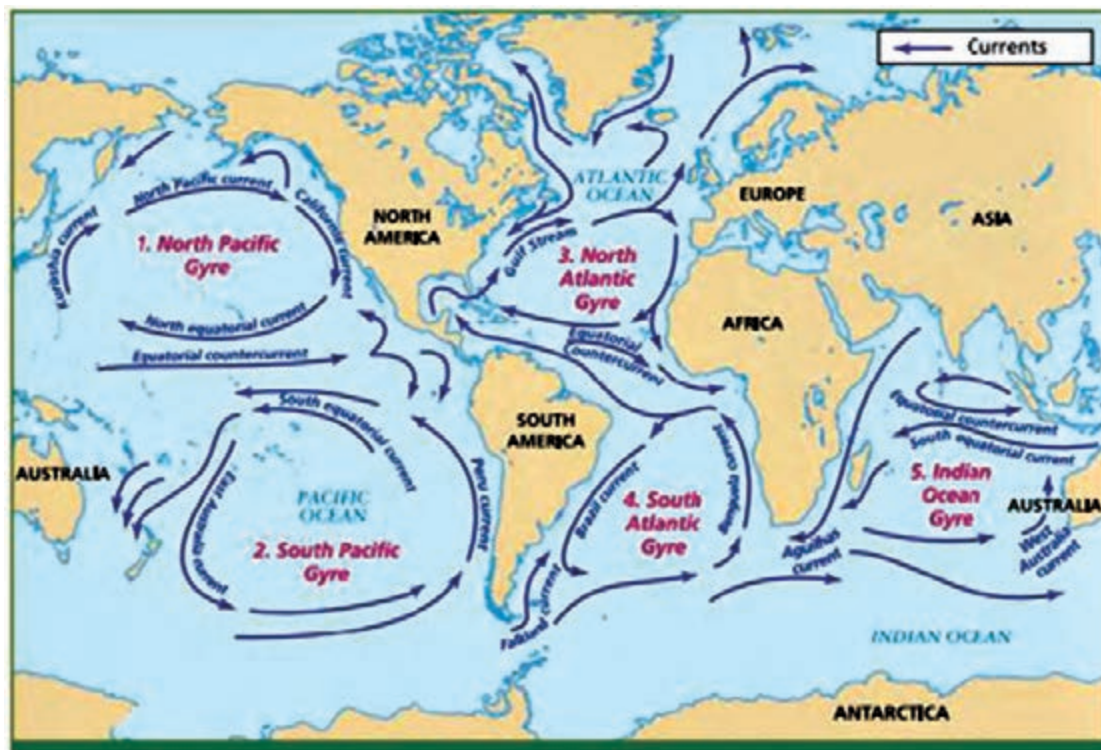 Currents
ATLANTIC
OCEAN
EUROPE
ASIA
NORTH
AMERICA
North Pacific current
California current
Kuroshio current
1. North Pacific
Gyre
Gulf Stream
3. North
Atlantic
Gyre
AFRICA
North equatorial current
Equatorial countercurrent
Equatorial
countercurrent
South equatorial current
SOUTH
AMERICA
Equatorial countercurrent
South equatorial current
AUSTRALIA
East Australia current
PACIFIC
OCEAN
Peru current
2. South Pacific
Gyre
Brazil current
4. South
Atlantic
Gyre
Benguela current
5. Indian
Ocean
Gyre
AUSTRALIA
Agulhas
current
West
Australia
current
Falkland current
INDIAN OCEAN
ANTARCTICA